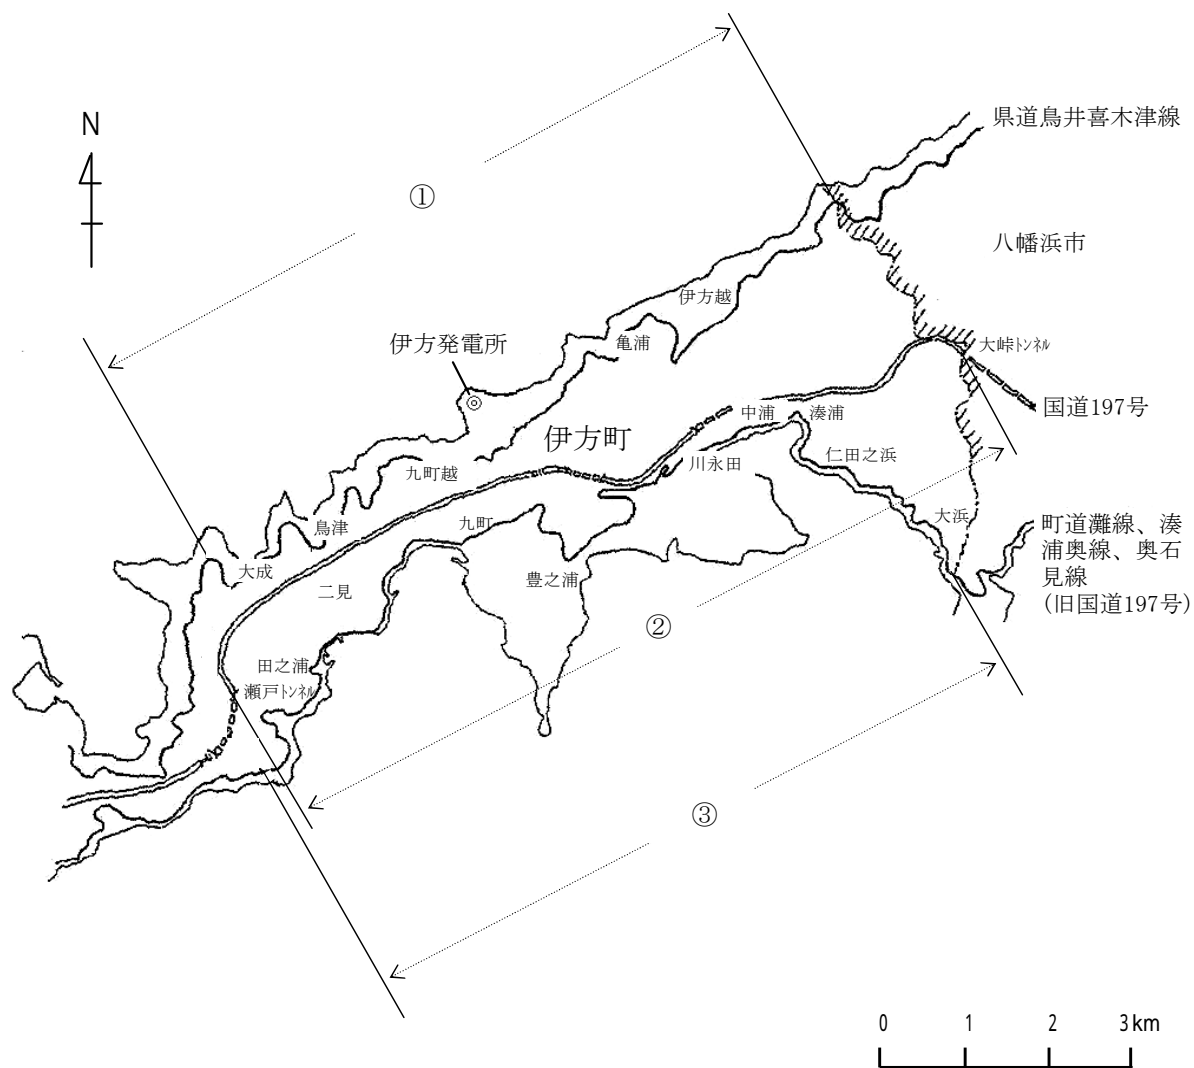 県道鳥井喜木津線
N
①
八幡浜市
伊方越
伊方発電所
亀浦
大峠トンネル
国道197号
中浦
湊浦
伊方町
仁田之浜
川永田
九町越
大浜
鳥津
九町
町道灘線、湊
浦奥線、奥石
見線
(旧国道197号)
大成
豊之浦
二見
②
田之浦
瀬戸トンネル
③
0 1 2 3km